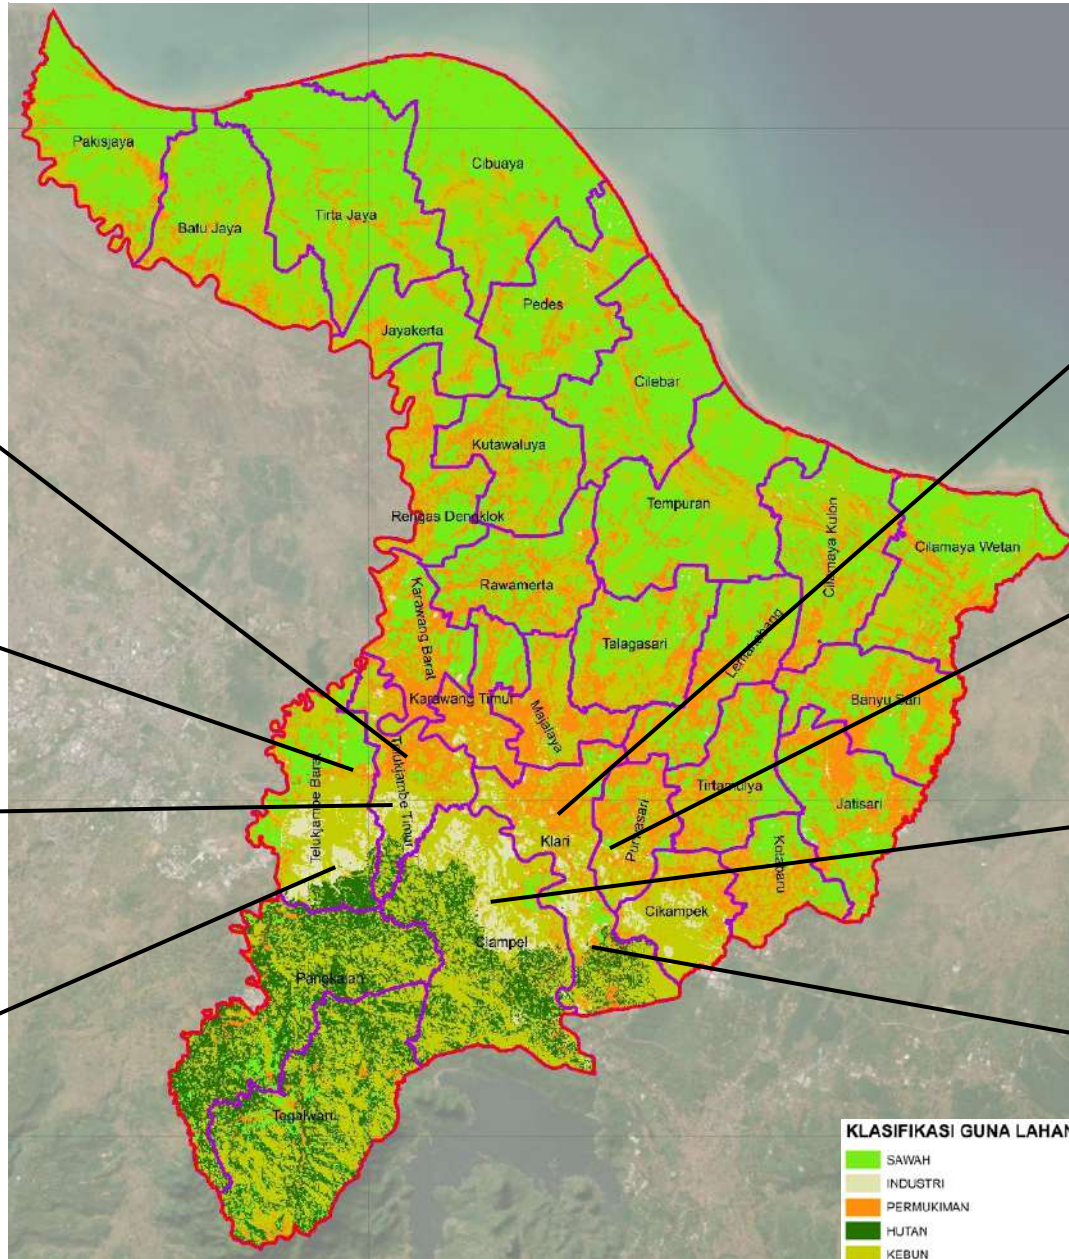 Pakisjaya
Cibuaya
Tirta Jaya
Batu Jaya
Pedes
Jayakerta
Cilebar
Kutawaluya
Tempuran
Rengas Dengklok
Cilamaya Kulon
Cilamaya Wetan
Rawamerta
Karawang Barat
Talagasari
Lemahabang
Karawang Timur
Majalaya
Banyu Sari
Telukjambe Barat
Telukjambe Timur
Tirtamulya
Jatisari
Klari
Purwasari
Kotabaru
Cikampek
Ciampel
Pangkalan
Tegalwaru
KLASIFIKASI GUNA LAHAN
SAWAH
INDUSTRI
PERMUKIMAN
HUTAN
KEBUN